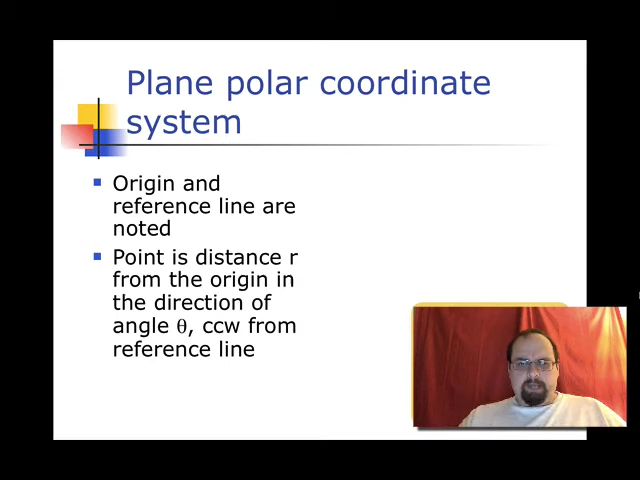 Plane polar coordinate
system
Origin and
reference line are
noted
Point is distance r
from the origin in
the direction of
angle θ, ccw from
reference line